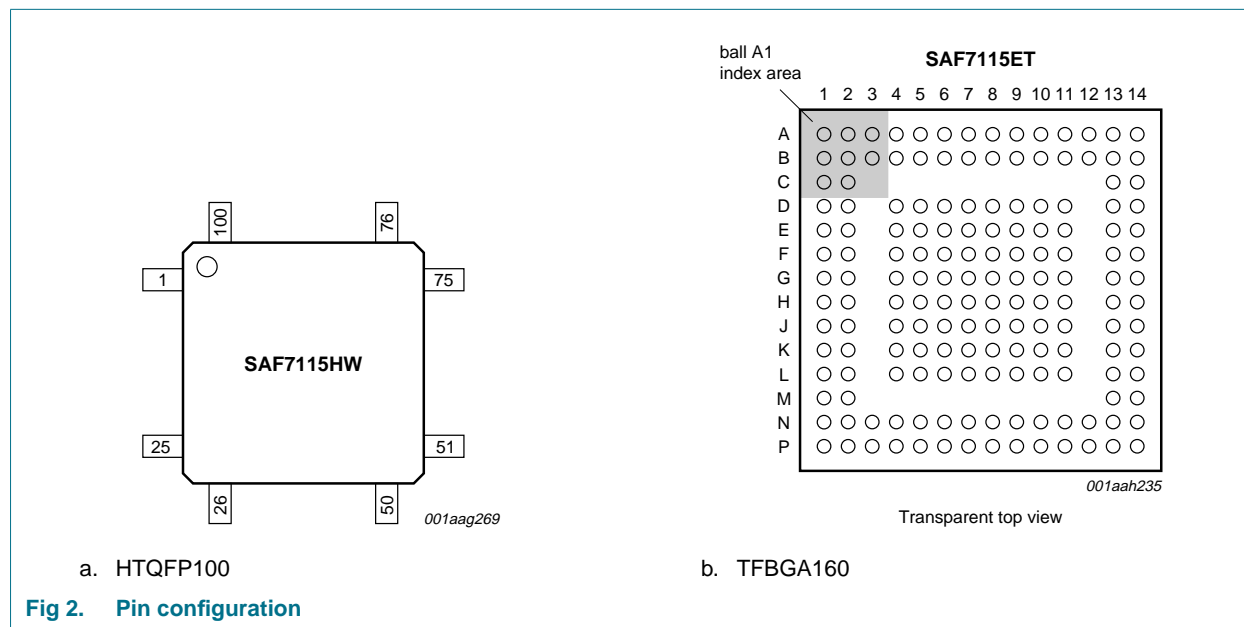 100
76
1
75
SAF7115HW
25
51
26
50
001aag269
a. HTQFP100
ball A1
index area
SAF7115ET
1 2 3 4 5 6 7 8 9 10 11 12 13 14
A
B
C
D
E
F
G
H
J
K
L
M
N
P
001aah235
Transparent top view
b. TFBGA160
Fig 2. Pin configuration